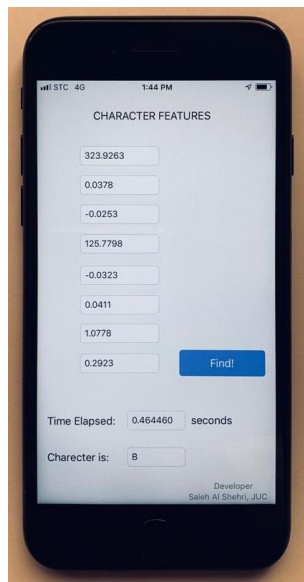 STC 4G 1:44 PM
CHARACTER FEATURES
323.9263
0.0378
-0.0253
125.7798
-0.0323
0.0411
1.0778
0.2923 Find!
Time Elapsed: 0.464460 seconds
Charecter is: B
Developer
Saleh Al Shehri, JUC